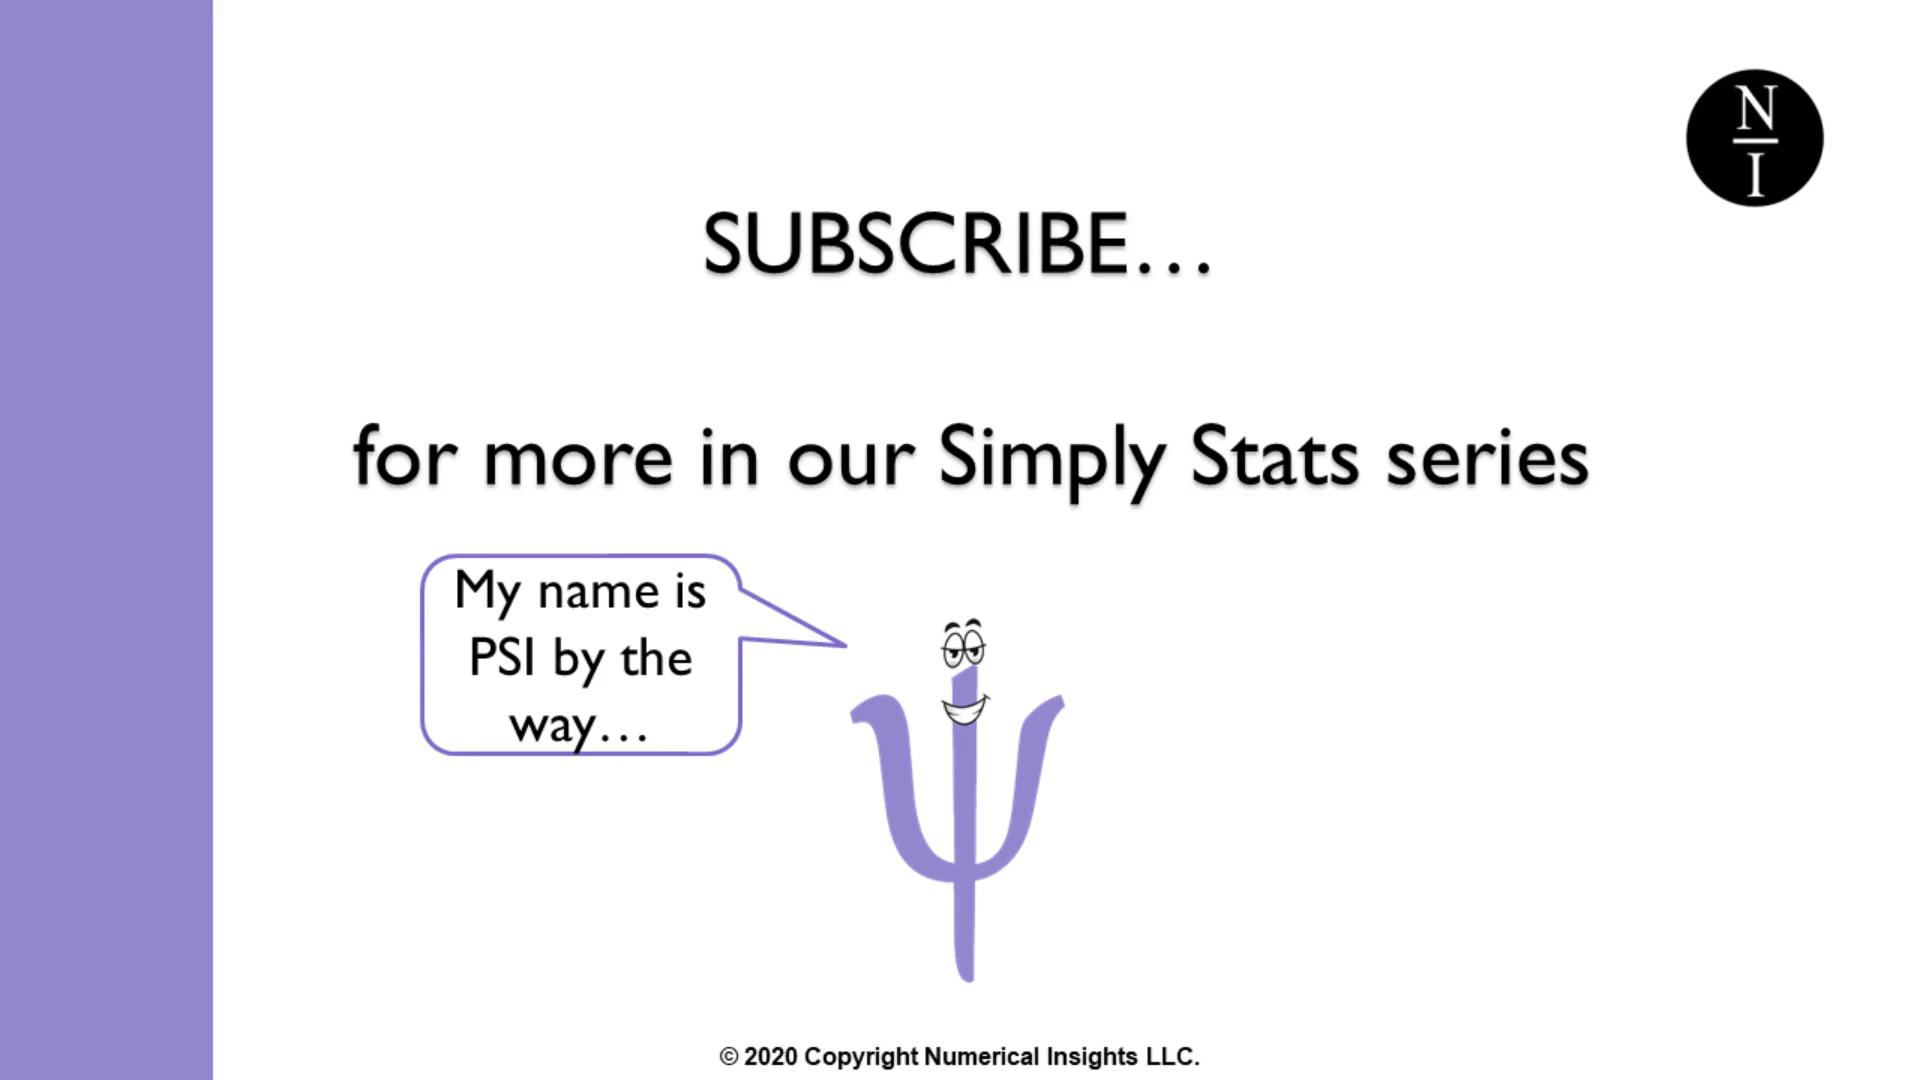 N
I
SUBSCRIBE…
for more in our Simply Stats series
My name is
PSI by the
way…
© 2020 Copyright Numerical Insights LLC.